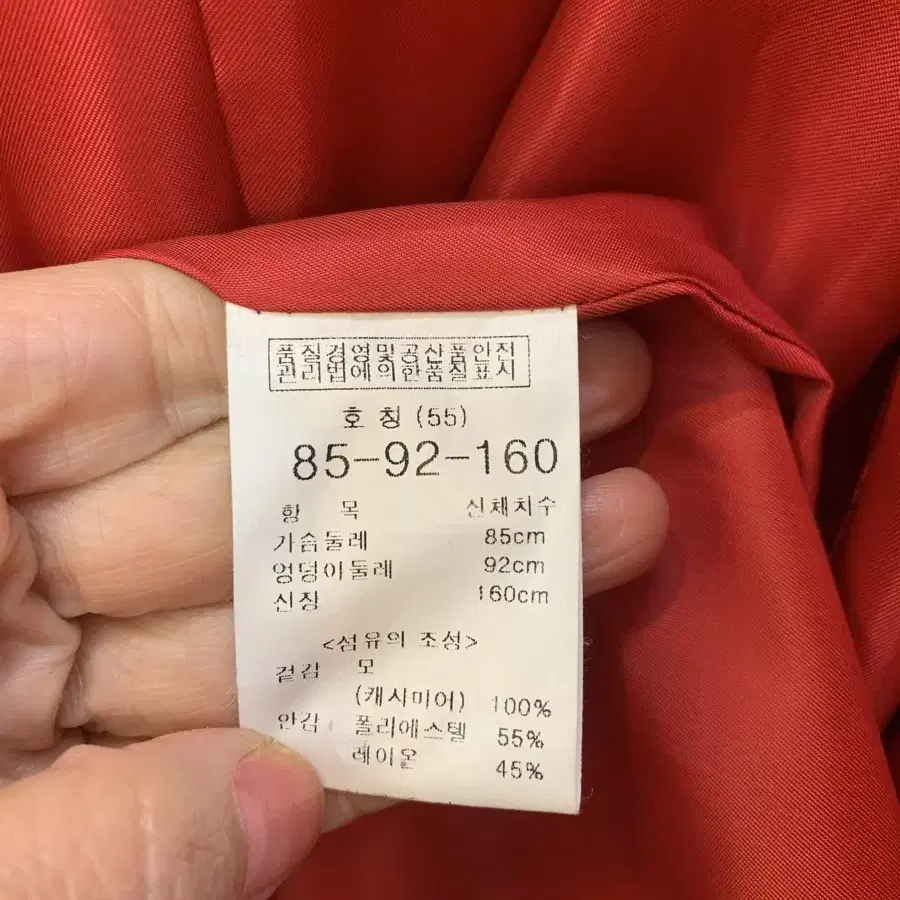 품질경영및공산품안전
관리법에의한품질표시
호 칭 (55)
85-92-160
항 목 신체치수
가슴둘레 85cm
엉덩이둘레 92cm
신장 160cm
<섬유의 조성>
겉감 모
(캐시미어) 100%
안감 폴리에스텔 55%
레이온 45%